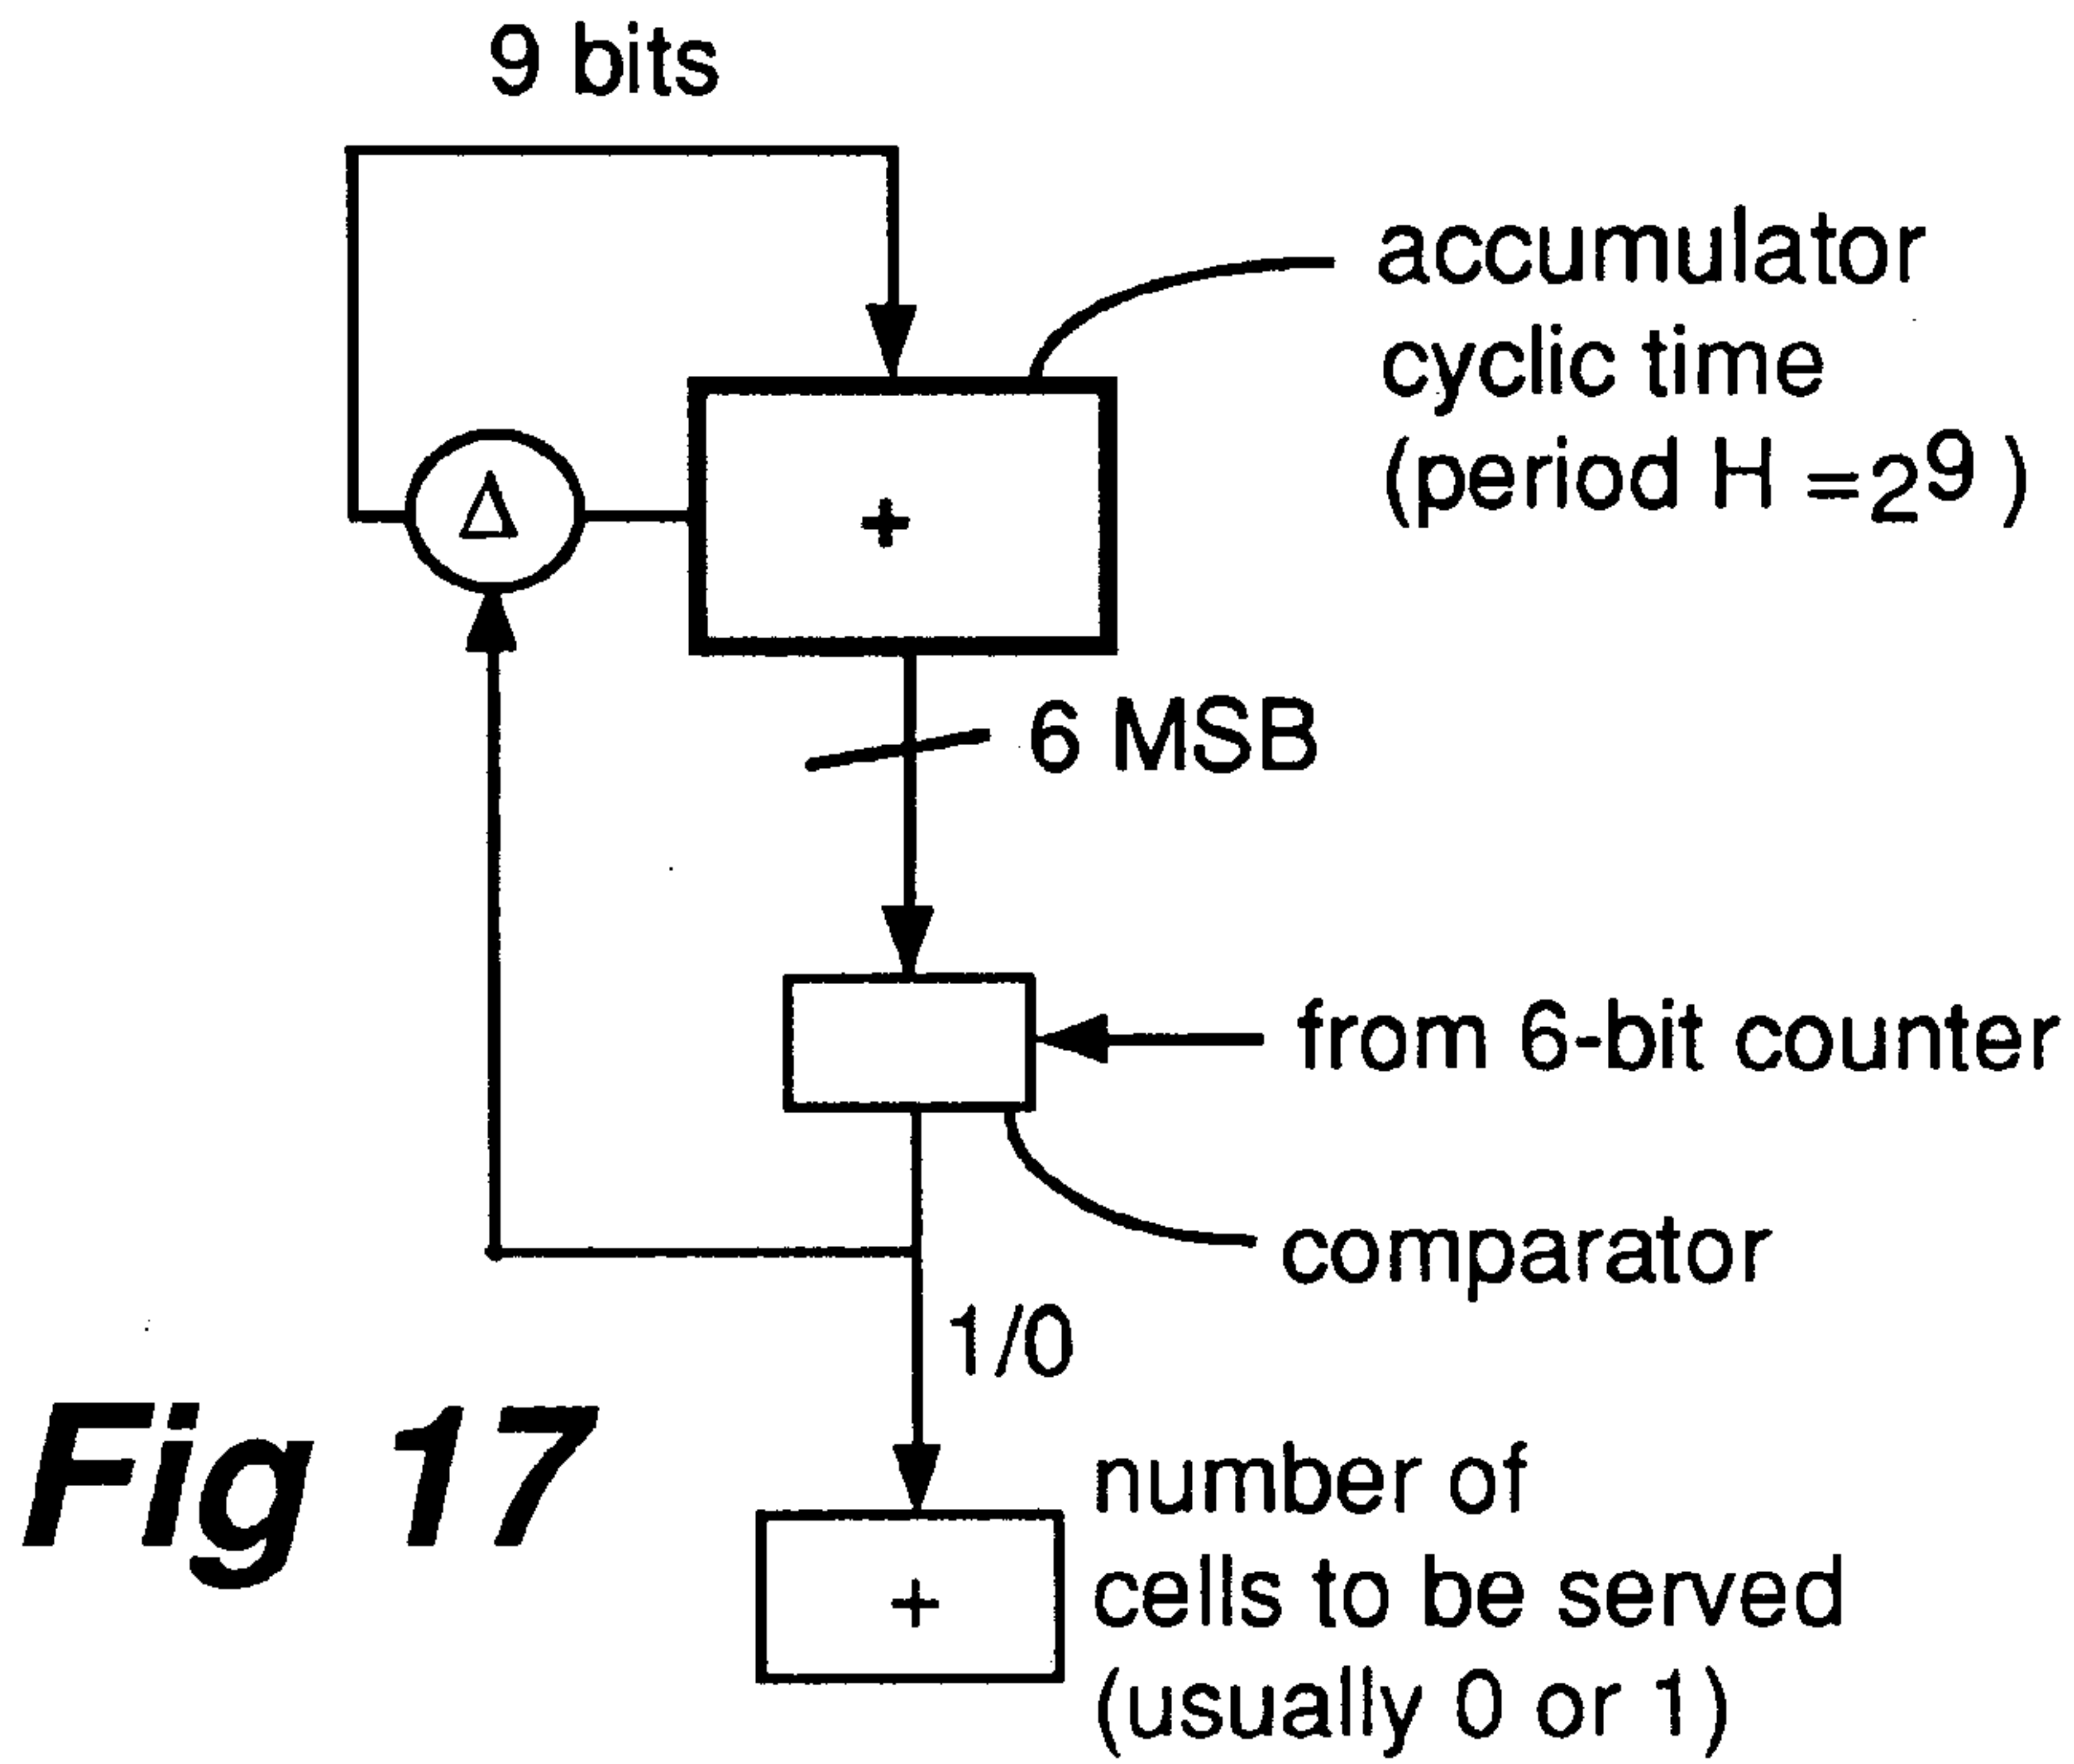 9 bits
accumulator
cyclic time
(period H =2⁹ )
Δ
+
6 MSB
from 6-bit counter
comparator
1/0
Fig 17
number of
cells to be served
(usually 0 or 1)
+